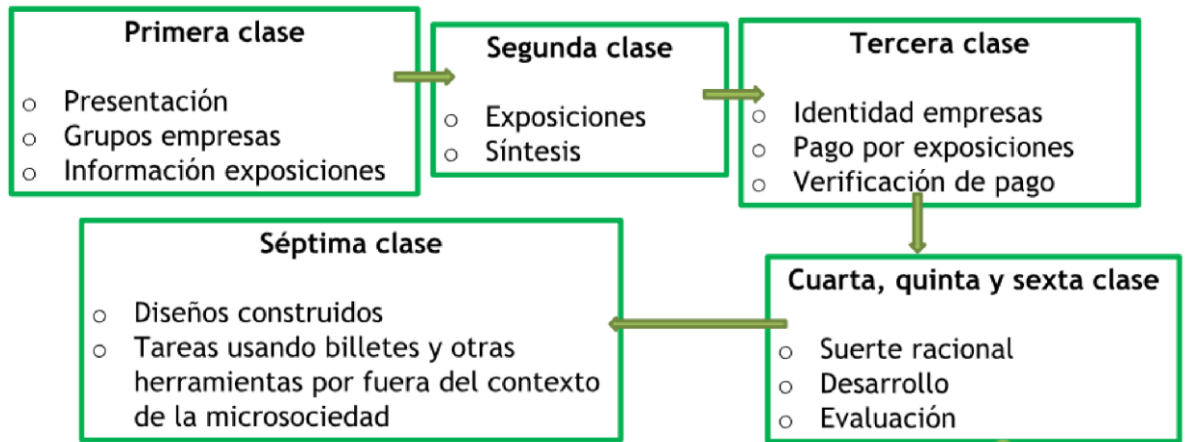 Primera clase
○ Presentación
○ Grupos empresas
○ Información exposiciones
Segunda clase
○ Exposiciones
○ Síntesis
Tercera clase
○ Identidad empresas
○ Pago por exposiciones
○ Verificación de pago
Cuarta, quinta y sexta clase
○ Suerte racional
○ Desarrollo
○ Evaluación
Séptima clase
○ Diseños construidos
○ Tareas usando billetes y otras
herramientas por fuera del contexto
de la microsociedad